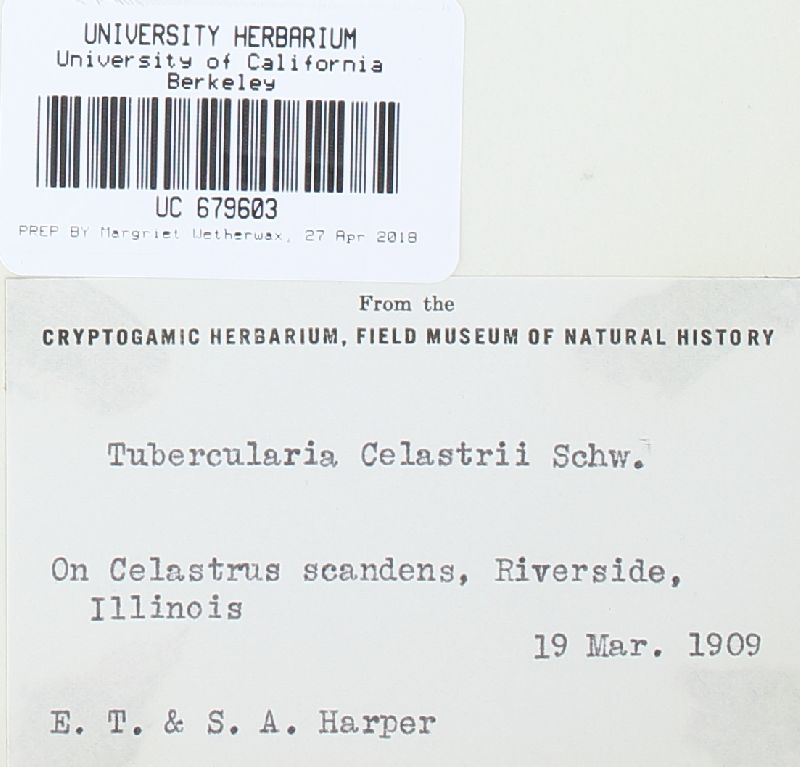 UNIVERSITY HERBARIUM
University of California
Berkeley
UC 679603
PREP BY Margriet Wetherwax, 27 Apr 2018
From the
CRYPTOGAMIC HERBARIUM, FIELD MUSEUM OF NATURAL HISTORY
Tubercularia Celastrii Schw.
On Celastrus scandens, Riverside,
Illinois
19 Mar. 1909
E. T. & S. A. Harper